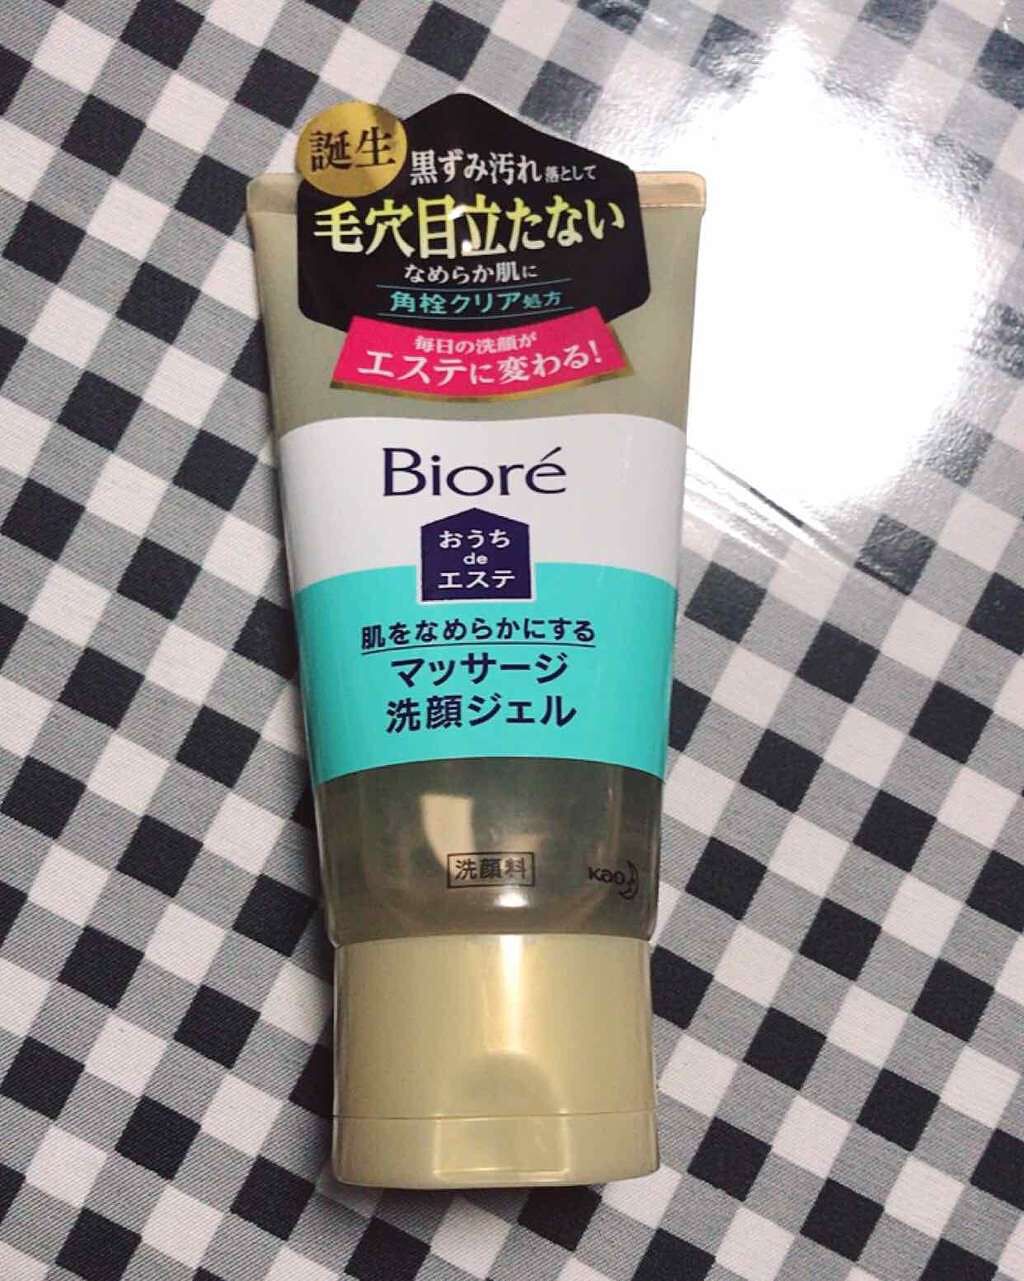 誕生
黒ずみ汚れ落として
毛穴目立たない
なめらか肌に
角栓クリア処方
毎日の洗顔が
エステに変わる!
Bioré
おうち
de
エステ
肌をなめらかにする
マッサージ
洗顔ジェル
洗顔料
Kao